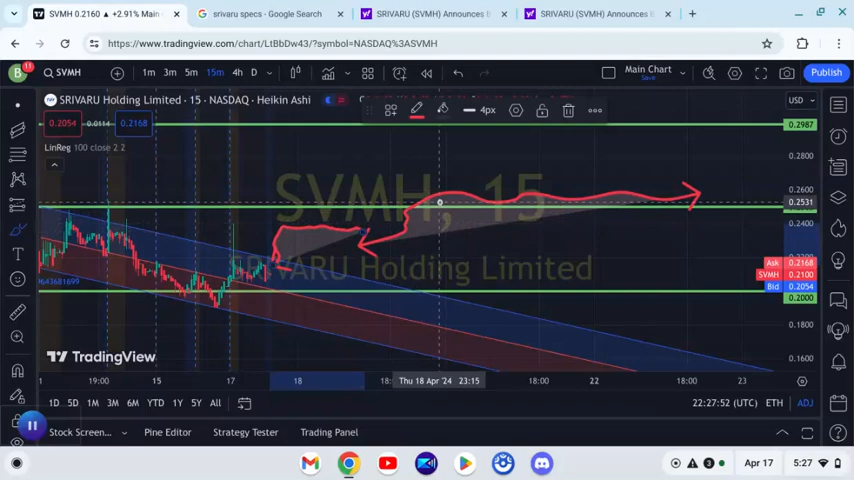 SVMH 0.2160 ▲ +2.91% Main
srivaru specs - Google Search
SRIVARU (SVMH) Announces
SRIVARU (SVMH) Announces B
https://www.tradingview.com/chart/LtBbDw43/?symbol=NASDAQ%3ASVMH
B 11 SVMH 1m 3m 5m 15m 4h D Main Chart Save Publish
SRIVARU Holding Limited · 15 · NASDAQ · Heikin Ashi
USD
4px
0.2054 0.0114 0.2168
LinReg 100 close 2 2
SVMH, 15
SRIVARU Holding Limited
0.2987
0.2800
0.2600
0.2531
0.2400
Ask 0.2168
SVMH 0.2100
Bid 0.2054
0.2000
0.1800
0.1600
TradingView
19:00 15 17 18 Thu 18 Apr '24 23:15 18:00 22 18:00 23
1D 5D 1M 3M 6M YTD 1Y 5Y All 22:27:52 (UTC) ETH ADJ
Stock Screen... Pine Editor Strategy Tester Trading Panel
3 Apr 17 5:27